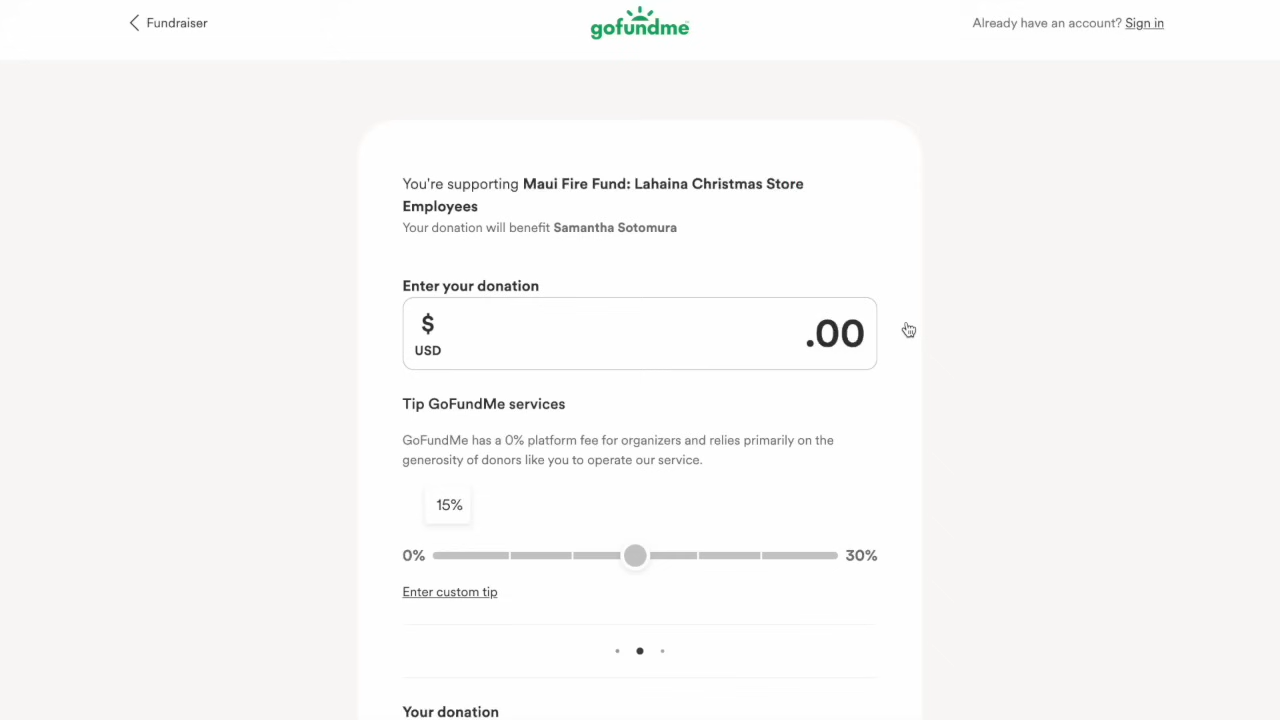 Fundraiser
gofundme
Already have an account? Sign in
You're supporting Maui Fire Fund: Lahaina Christmas Store
Employees
Your donation will benefit Samantha Sotomura
Enter your donation
$
.00
USD
Tip GoFundMe services
GoFundMe has a 0% platform fee for organizers and relies primarily on the
generosity of donors like you to operate our service.
15%
0%
30%
Enter custom tip
Your donation